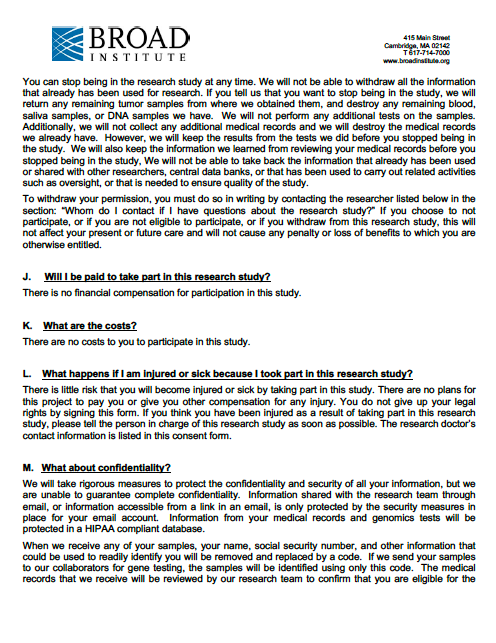 BROAD
INSTITUTE
415 Main Street
Cambridge, MA 02142
T 617-714-7000
www.broadinstitute.org
You can stop being in the research study at any time. We will not be able to withdraw all the information
that already has been used for research. If you tell us that you want to stop being in the study, we will
return any remaining tumor samples from where we obtained them, and destroy any remaining blood,
saliva samples, or DNA samples we have. We will not perform any additional tests on the samples.
Additionally, we will not collect any additional medical records and we will destroy the medical records
we already have. However, we will keep the results from the tests we did before you stopped being in
the study. We will also keep the information we learned from reviewing your medical records before you
stopped being in the study, We will not be able to take back the information that already has been used
or shared with other researchers, central data banks, or that has been used to carry out related activities
such as oversight, or that is needed to ensure quality of the study.
To withdraw your permission, you must do so in writing by contacting the researcher listed below in the
section: “Whom do I contact if I have questions about the research study?” If you choose to not
participate, or if you are not eligible to participate, or if you withdraw from this research study, this will
not affect your present or future care and will not cause any penalty or loss of benefits to which you are
otherwise entitled.
J. Will I be paid to take part in this research study?
There is no financial compensation for participation in this study.
K. What are the costs?
There are no costs to you to participate in this study.
L. What happens if I am injured or sick because I took part in this research study?
There is little risk that you will become injured or sick by taking part in this study. There are no plans for
this project to pay you or give you other compensation for any injury. You do not give up your legal
rights by signing this form. If you think you have been injured as a result of taking part in this research
study, please tell the person in charge of this research study as soon as possible. The research doctor's
contact information is listed in this consent form.
M. What about confidentiality?
We will take rigorous measures to protect the confidentiality and security of all your information, but we
are unable to guarantee complete confidentiality. Information shared with the research team through
email, or information accessible from a link in an email, is only protected by the security measures in
place for your email account. Information from your medical records and genomics tests will be
protected in a HIPAA compliant database.
When we receive any of your samples, your name, social security number, and other information that
could be used to readily identify you will be removed and replaced by a code. If we send your samples
to our collaborators for gene testing, the samples will be identified using only this code. The medical
records that we receive will be reviewed by our research team to confirm that you are eligible for the